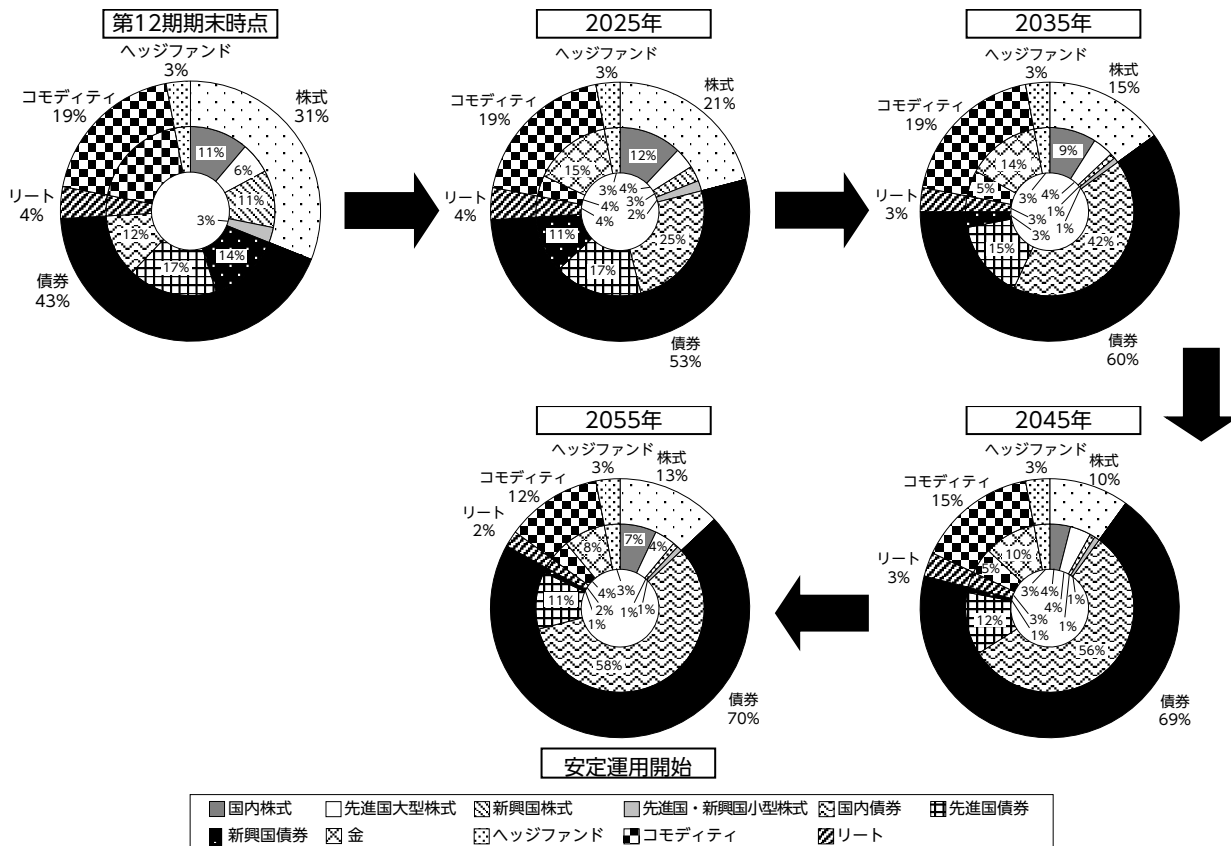 第12期期末時点
ヘッジファンド
3%
株式
31%
コモディティ
19%
リート
4%
債券
43%
11%
6%
11%
3%
14%
17%
12%
2025年
ヘッジファンド
3%
株式
21%
コモディティ
19%
リート
4%
債券
53%
12%
15%
3%
4%
4%
3%
4%
2%
11%
25%
17%
2035年
ヘッジファンド
3%
株式
15%
コモディティ
19%
リート
3%
債券
60%
9%
14%
5%
3%
4%
1%
3%
1%
3%
15%
42%
2055年
ヘッジファンド
3%
株式
13%
コモディティ
12%
リート
2%
債券
70%
7%
4%
8%
4%
3%
2%
1%
1%
1%
11%
58%
安定運用開始
2045年
ヘッジファンド
3%
株式
10%
コモディティ
15%
リート
3%
債券
69%
10%
5%
3%
4%
1%
4%
3%
1%
1%
12%
56%
国内株式 先進国大型株式 新興国株式 先進国・新興国小型株式 国内債券 先進国債券
新興国債券 金 ヘッジファンド コモディティ リート